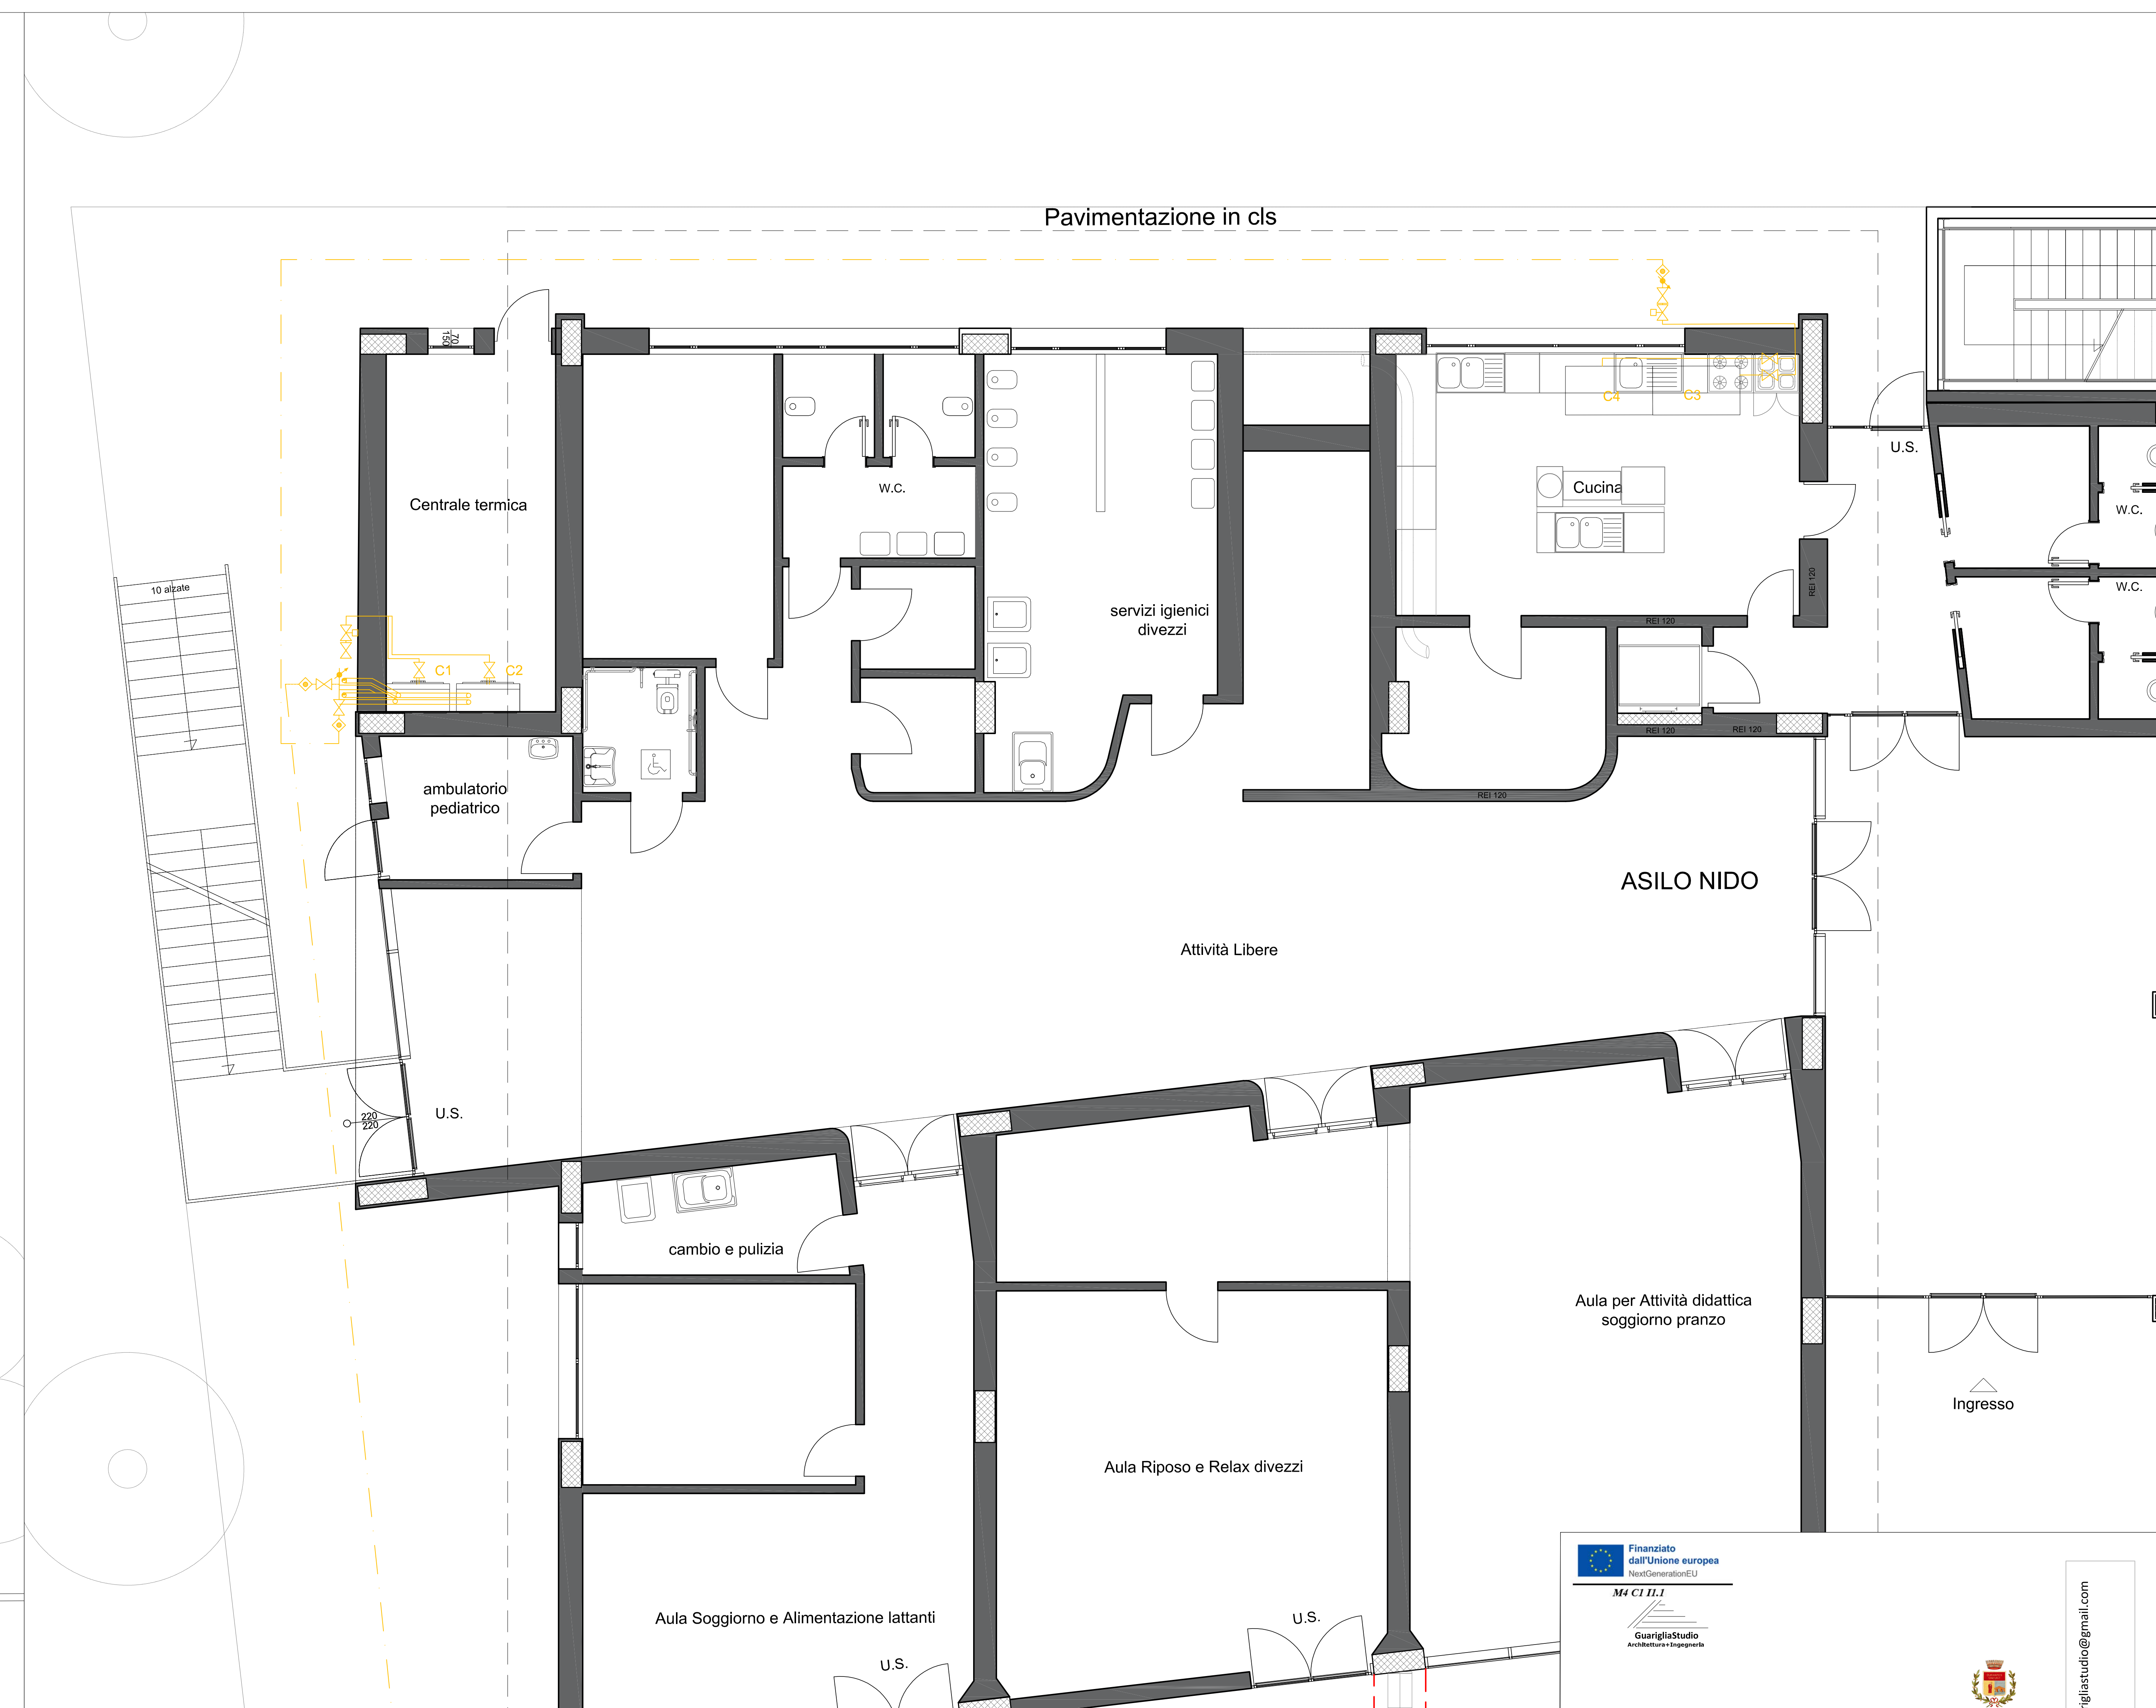 Pavimentazione in cls
70
150
U.S.
C4
C3
Centrale termica
W.C.
Cucina
W.C.
10 alzate
REI 120
W.C.
servizi igienici
divezzi
REI 120
C1
C2
REI 120
REI 120
ambulatorio
pediatrico
REI 120
ASILO NIDO
Attività Libere
220
220
U.S.
cambio e pulizia
Aula per Attività didattica
soggiorno pranzo
Ingresso
Aula Riposo e Relax divezzi
Aula Soggiorno e Alimentazione lattanti
U.S.
U.S.
Finanziato
dall'Unione europea
NextGenerationEU
M4 C1 I1.1
GuarigliaStudio
Architettura+Ingegneria
rigliastudio@gmail.com